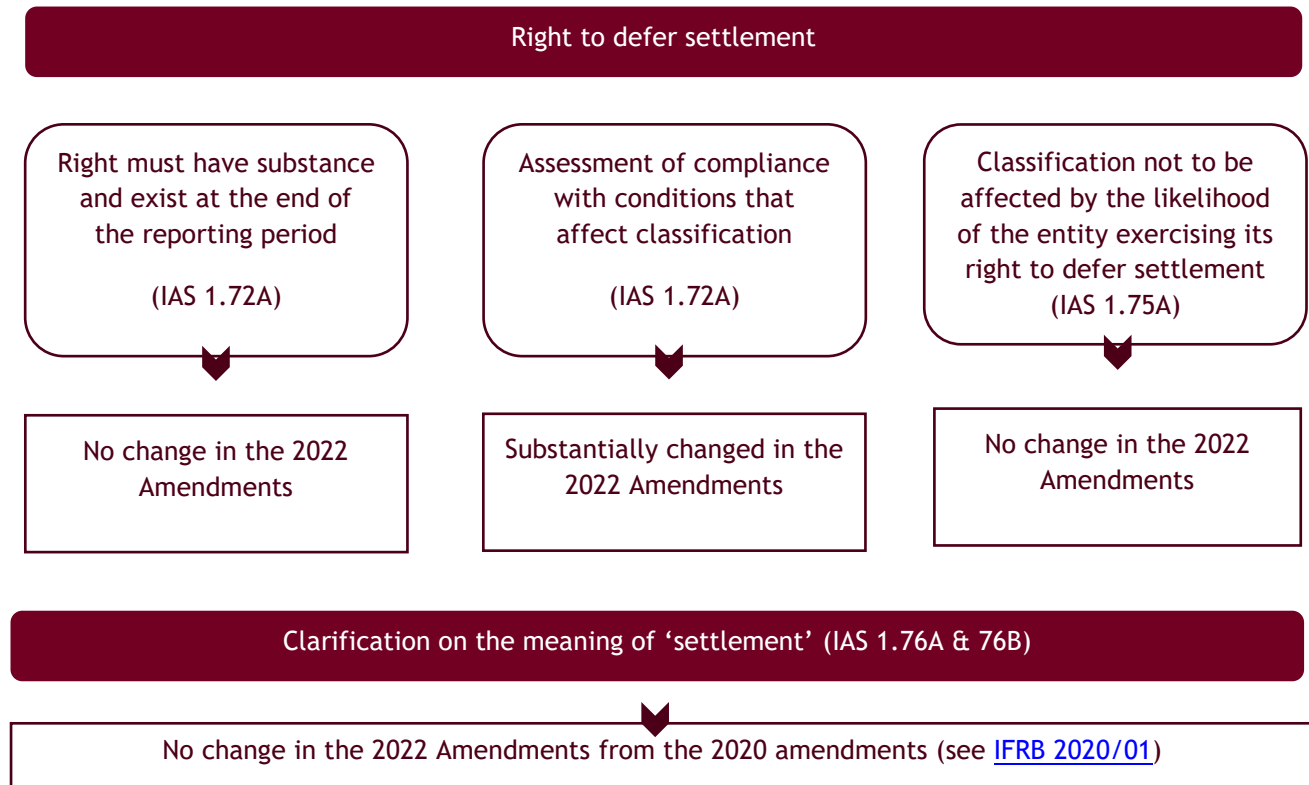 Right to defer settlement
Right must have substance
and exist at the end of
the reporting period
(IAS 1.72A)
Assessment of compliance
with conditions that
affect classification
(IAS 1.72A)
Classification not to be
affected by the likelihood
of the entity exercising its
right to defer settlement
(IAS 1.75A)
No change in the 2022
Amendments
Substantially changed in the
2022 Amendments
No change in the 2022
Amendments
Clarification on the meaning of ‘settlement’ (IAS 1.76A & 76B)
No change in the 2022 Amendments from the 2020 amendments (see IFRB 2020/01)